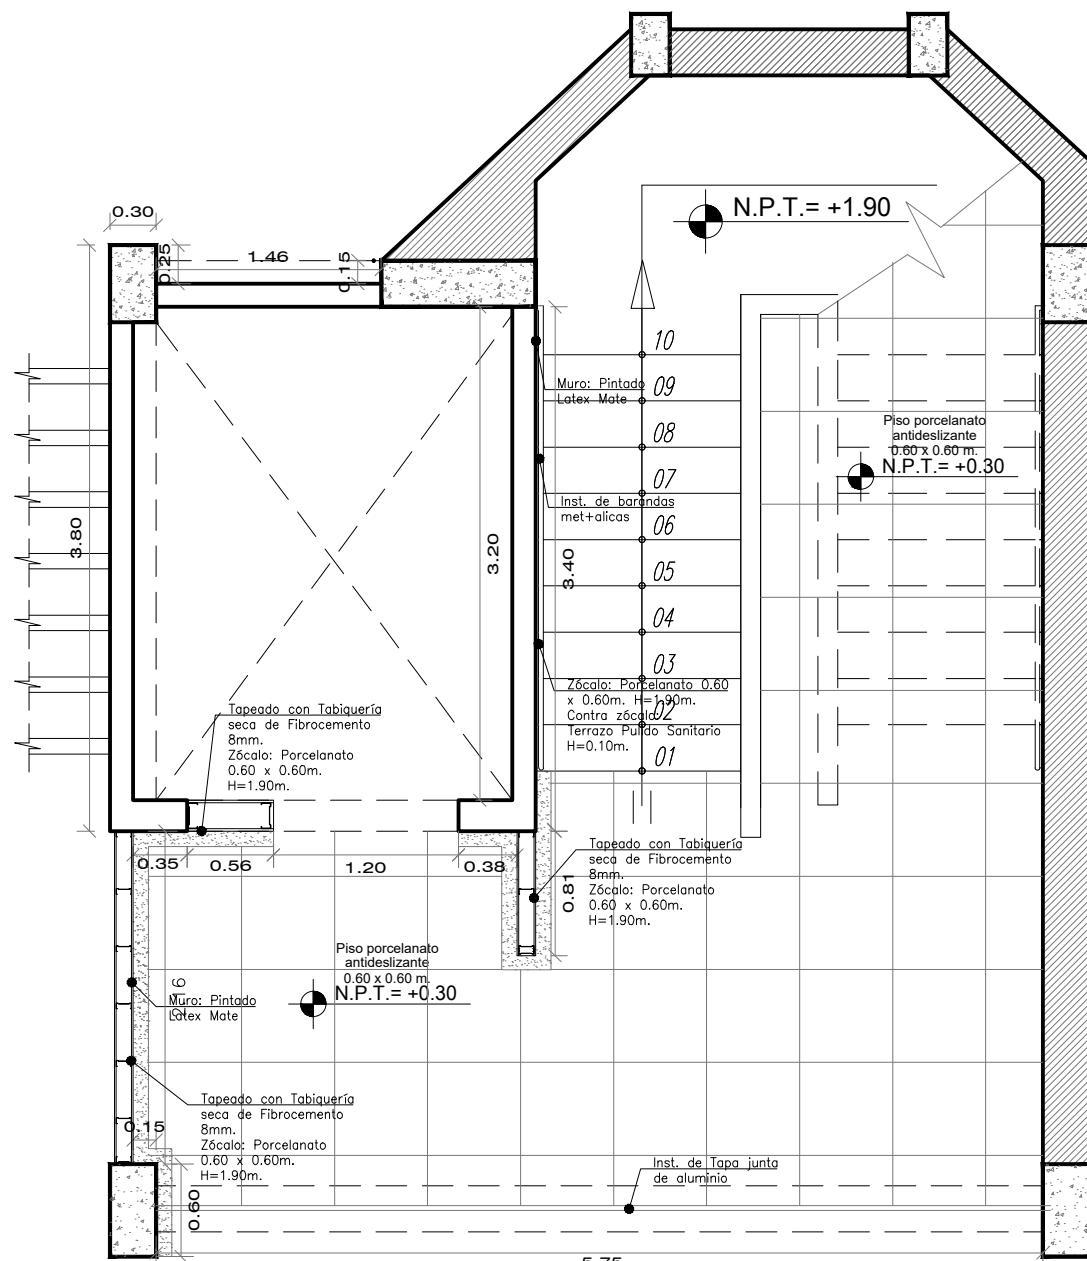 N.P.T.= +1.90
0.30
0.25
1.46
0.15
10
09
08
07
06
05
04
03
02
01
Muro: Pintado
Latex Mate
Piso porcelanato
antideslizante
0.60 x 0.60 m.
N.P.T.= +0.30
Inst. de barandas
met+alicas
3.80
3.20
3.40
Zócalo: Porcelanato 0.60
x 0.60m. H=1.90m.
Contra zócalo:
Terrazo Pulido Sanitario
H=0.10m.
Tapeado con Tabiquería
seca de Fibrocemento
8mm.
Zócalo: Porcelanato
0.60 x 0.60m.
H=1.90m.
0.35
0.56
1.20
0.38
0.81
Tapeado con Tabiquería
seca de Fibrocemento
8mm.
Zócalo: Porcelanato
0.60 x 0.60m.
H=1.90m.
Piso porcelanato
antideslizante
0.60 x 0.60 m.
N.P.T.= +0.30
2.16
Muro: Pintado
Latex Mate
Tapeado con Tabiquería
seca de Fibrocemento
8mm.
Zócalo: Porcelanato
0.60 x 0.60m.
H=1.90m.
0.15
0.60
Inst. de Tapa junta
de aluminio
5.75